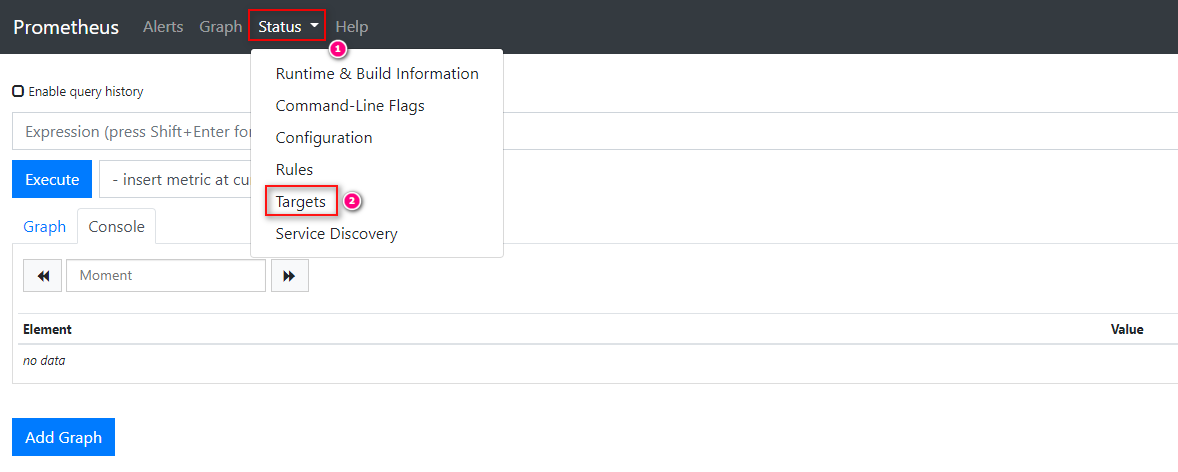 Prometheus Alerts Graph Status Help
1
Runtime & Build Information
Enable query history
Command-Line Flags
Expression (press Shift+Enter for
Configuration
Rules
Execute - insert metric at cu
Targets 2
Graph Console
Service Discovery
Moment
Element Value
no data
Add Graph